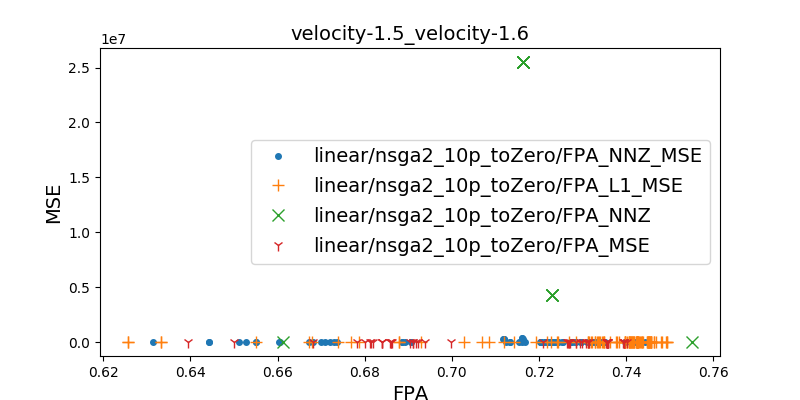 velocity-1.5_velocity-1.6
1e7
2.5
2.0
1.5
1.0
0.5
0.0
MSE
linear/nsga2_10p_toZero/FPA_NNZ_MSE
linear/nsga2_10p_toZero/FPA_L1_MSE
linear/nsga2_10p_toZero/FPA_NNZ
linear/nsga2_10p_toZero/FPA_MSE
0.62 0.64 0.66 0.68 0.70 0.72 0.74 0.76
FPA